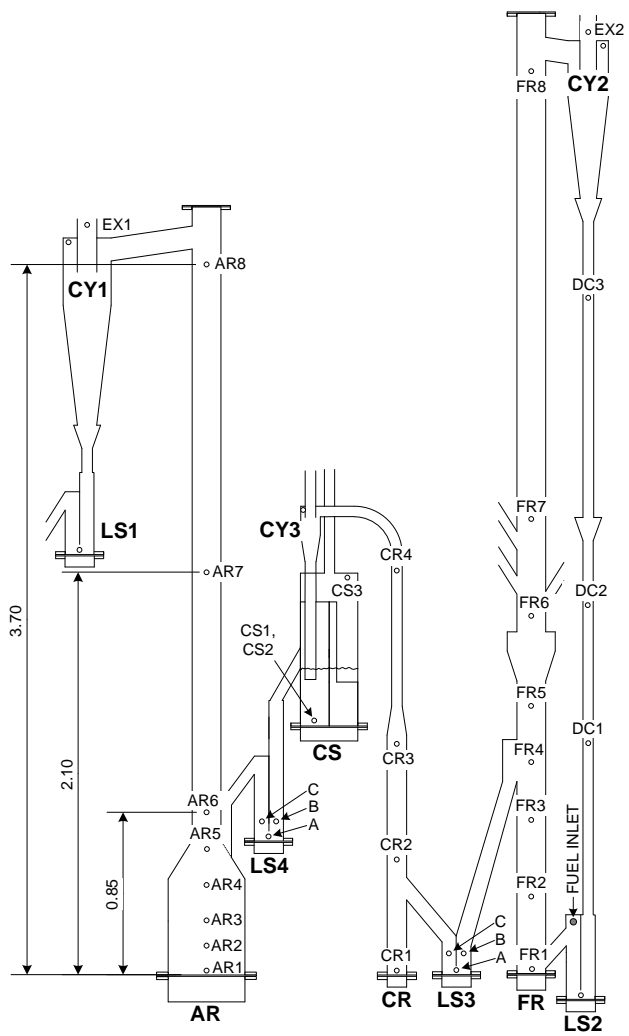 EX2
FR8
CY2
EX1
AR8
CY1
DC3
FR7
LS1
CY3
CR4
AR7
CS3
FR6
DC2
3.70
CS1,
CS2
FR5
DC1
CS
CR3
FR4
2.10
AR6
C
B
A
FR3
AR5
LS4
CR2
FUEL INLET
0.85
AR4
FR2
AR3
C
B
AR2
A
AR1
CR1
FR1
AR
CR
LS3
FR
LS2